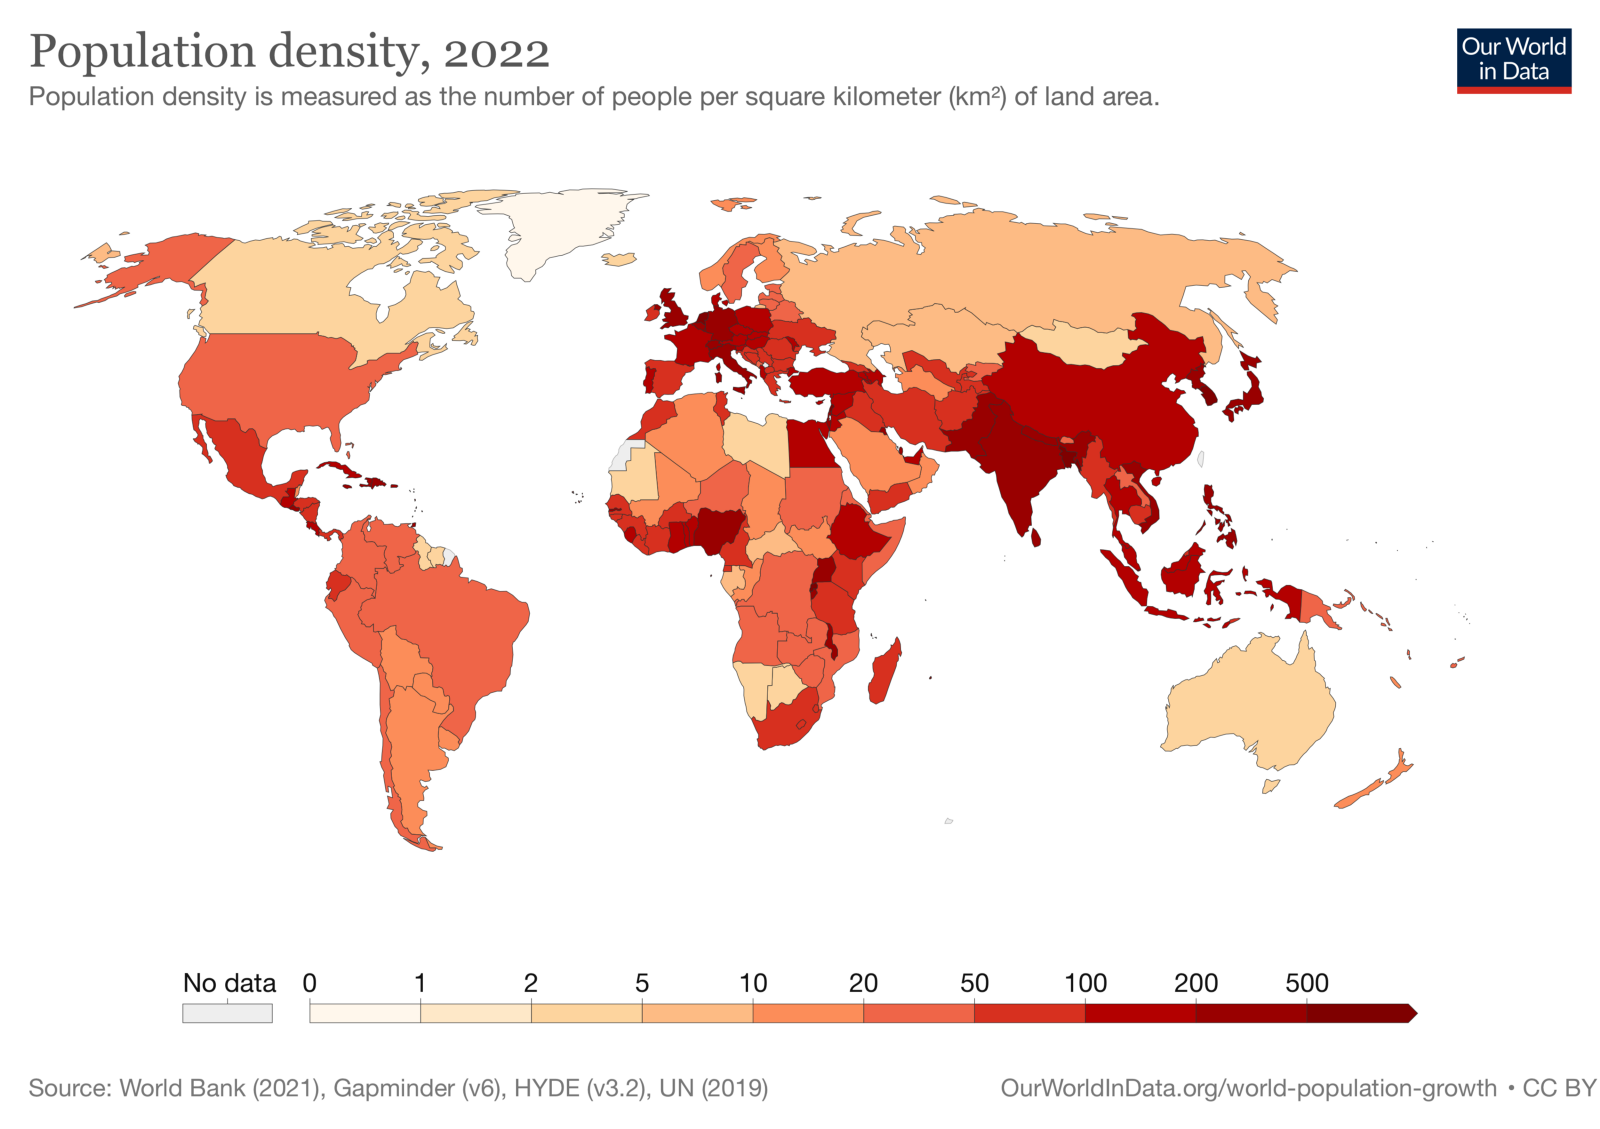 Population density, 2022
Our World
in Data
Population density is measured as the number of people per square kilometer (km²) of land area.
No data 0 1 2 5 10 20 50 100 200 500
Source: World Bank (2021), Gapminder (v6), HYDE (v3.2), UN (2019)
OurWorldInData.org/world-population-growth • CC BY